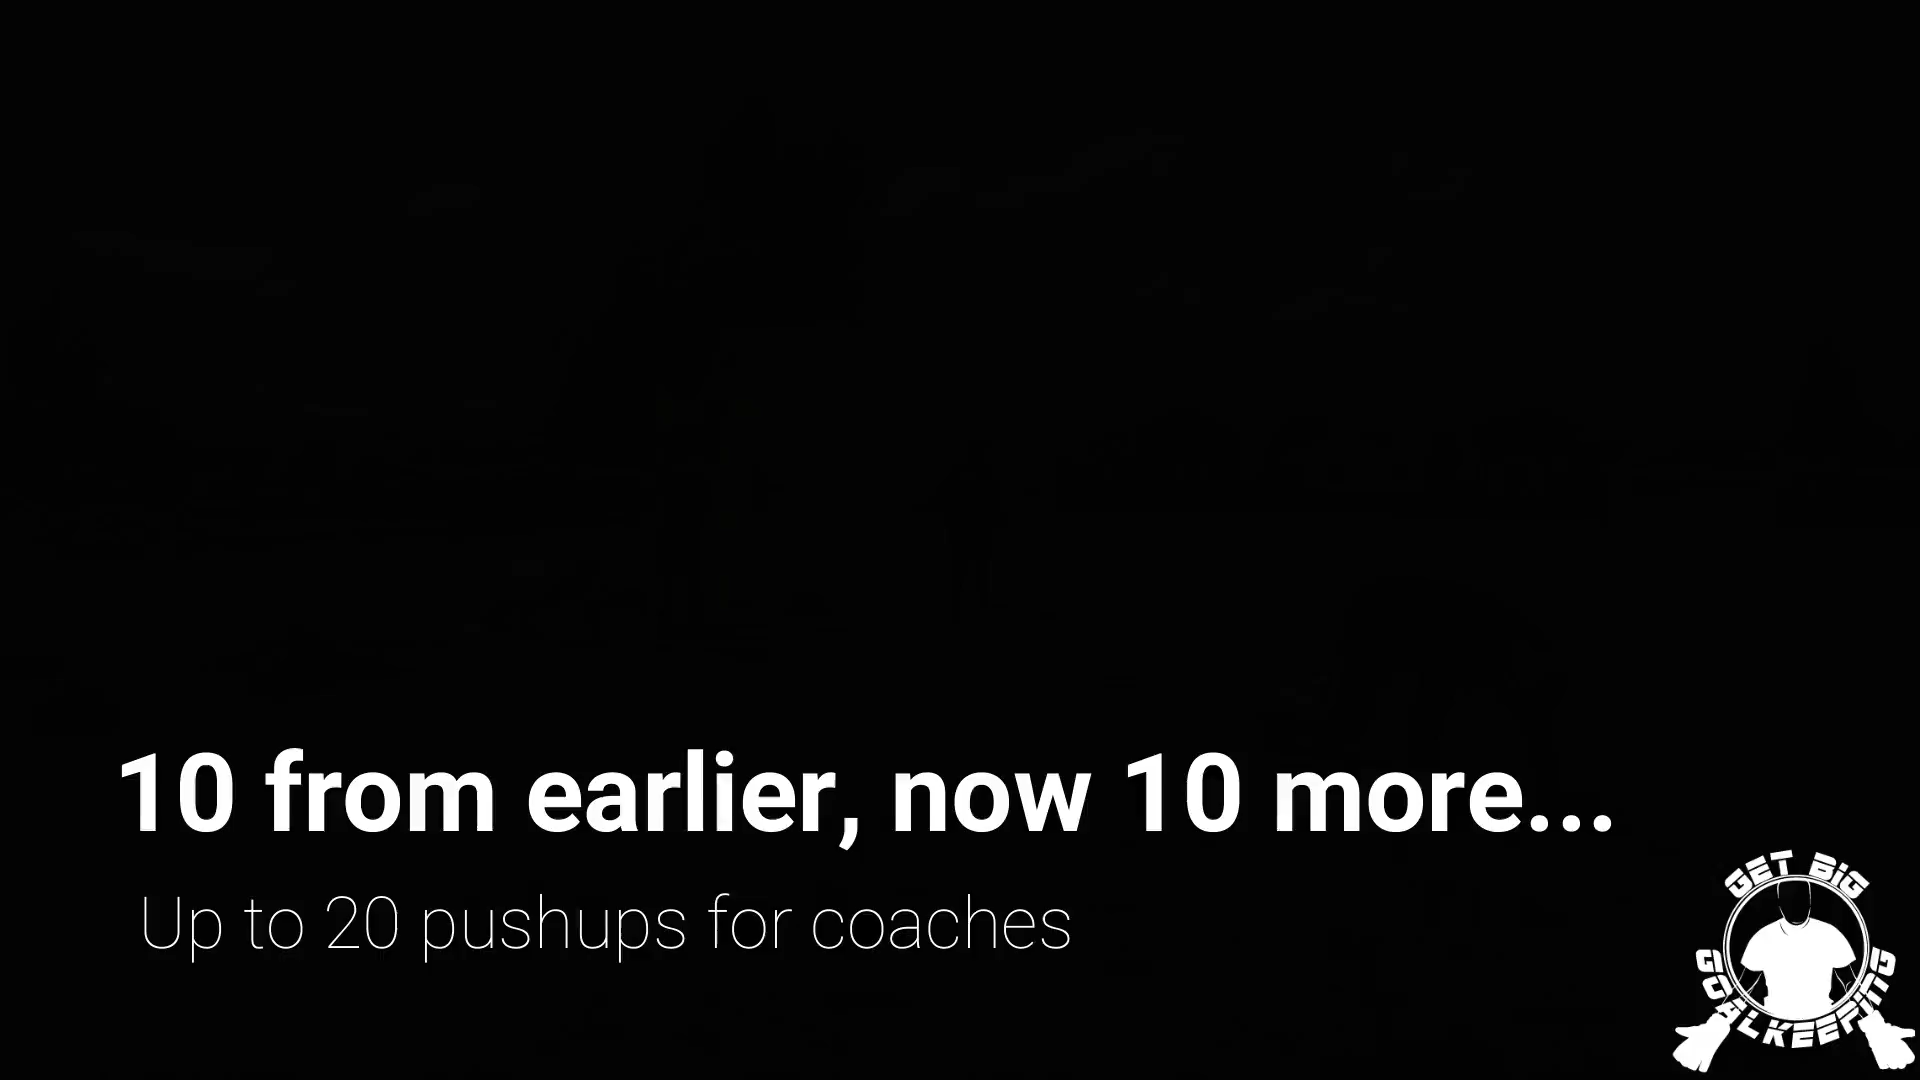 10 from earlier, now 10 more...
Up to 20 pushups for coaches
GET BIG
GOALKEEPING